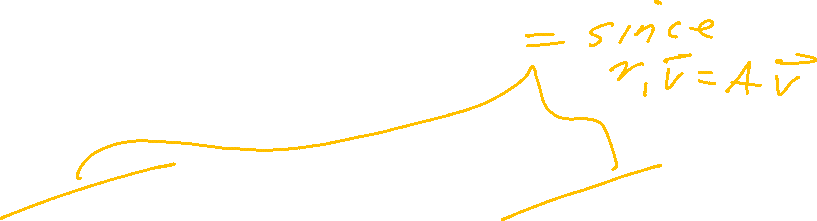 = since
r₁v⃗ = Av⃗